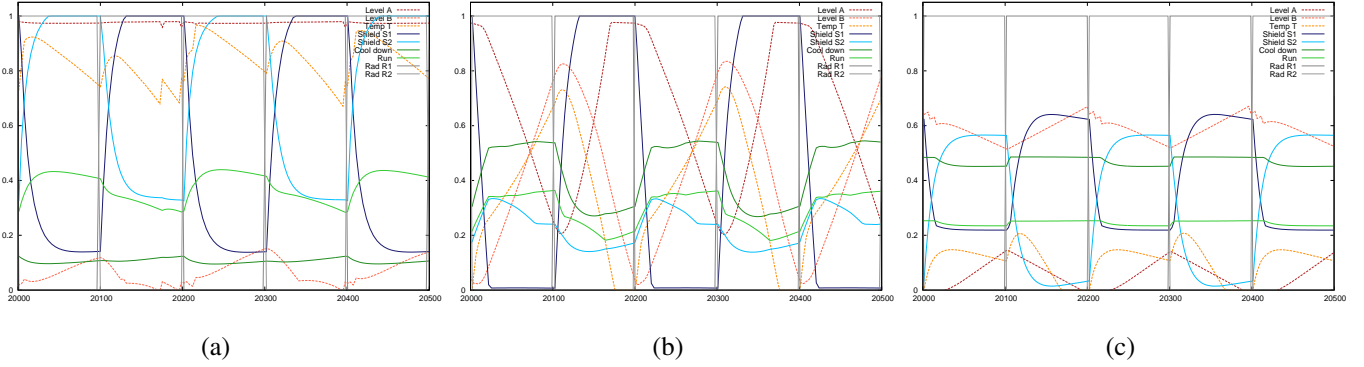 1
0.8
0.6
0.4
0.2
0
20000 20100 20200 20300 20400 20500
Level A
Level B
Temp T
Shield S1
Shield S2
Cool down
Run
Rad R1
Rad R2
(a)
1
0.8
0.6
0.4
0.2
0
20000 20100 20200 20300 20400 20500
Level A
Level B
Temp T
Shield S1
Shield S2
Cool down
Run
Rad R1
Rad R2
(b)
1
0.8
0.6
0.4
0.2
0
20000 20100 20200 20300 20400 20500
Level A
Level B
Temp T
Shield S1
Shield S2
Cool down
Run
Rad R1
Rad R2
(c)